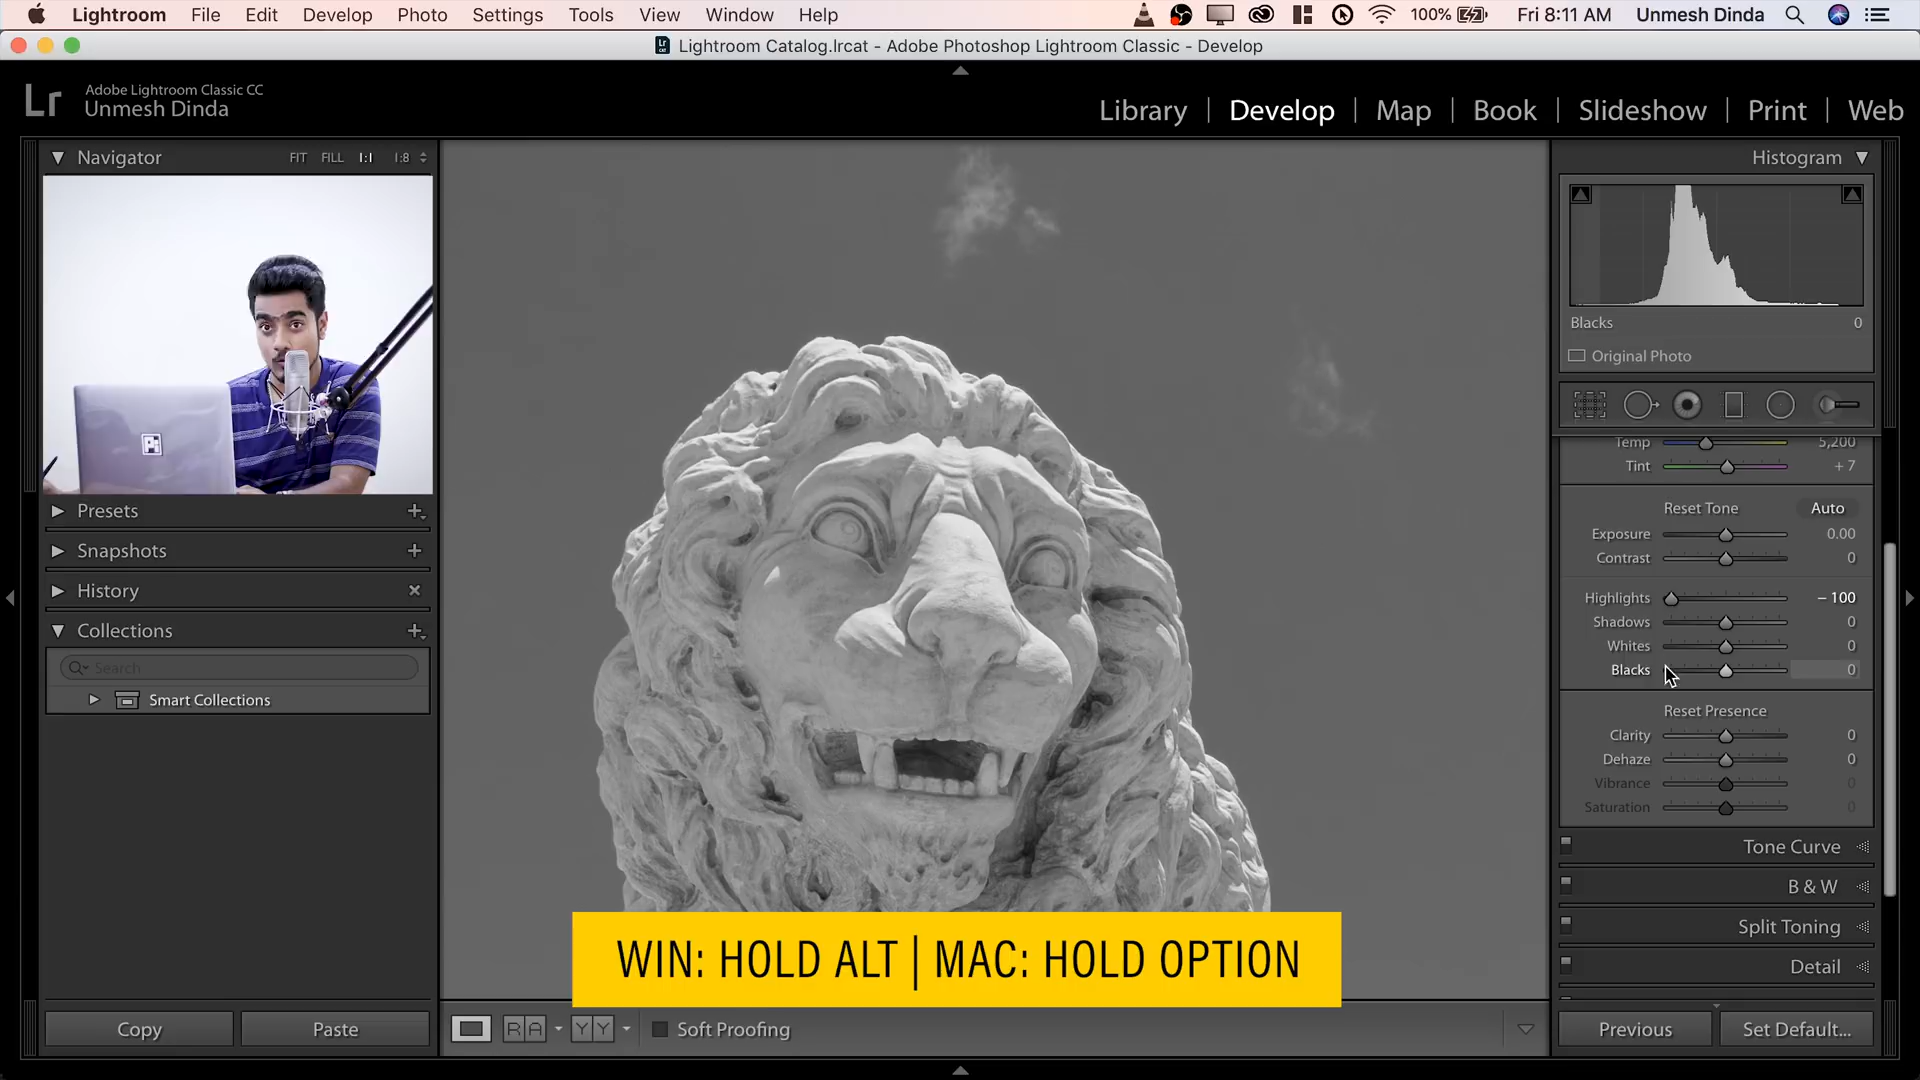 Lightroom File Edit Develop Photo Settings Tools View Window Help 100% Fri 8:11 AM Unmesh Dinda
Lightroom Catalog.lrcat - Adobe Photoshop Lightroom Classic - Develop
Lr Adobe Lightroom Classic CC
Unmesh Dinda
Library | Develop | Map | Book | Slideshow | Print | Web
Navigator FIT FILL 1:1 1:8
Histogram
Blacks 0
Original Photo
Temp 5,200
Tint + 7
Reset Tone Auto
Exposure 0.00
Contrast 0
Highlights – 100
Shadows 0
Whites 0
Blacks 0
Reset Presence
Clarity 0
Dehaze 0
Vibrance 0
Saturation 0
Tone Curve
B & W
Split Toning
Detail
Presets
Snapshots
History
Collections
Search
Smart Collections
WIN: HOLD ALT | MAC: HOLD OPTION
Copy Paste
R A Y Y Soft Proofing
Previous Set Default...